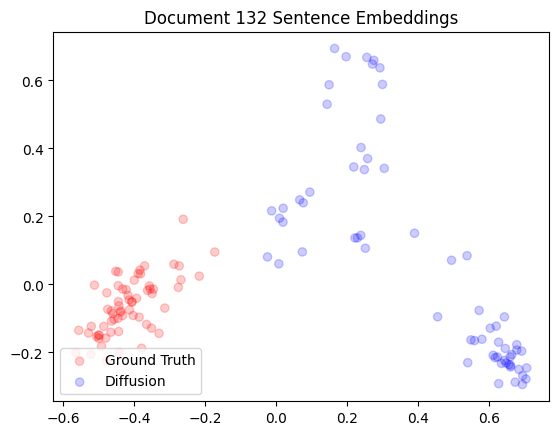 Document 132 Sentence Embeddings
0.6
0.4
0.2
0.0
−0.2
Ground Truth
Diffusion
−0.6 −0.4 −0.2 0.0 0.2 0.4 0.6